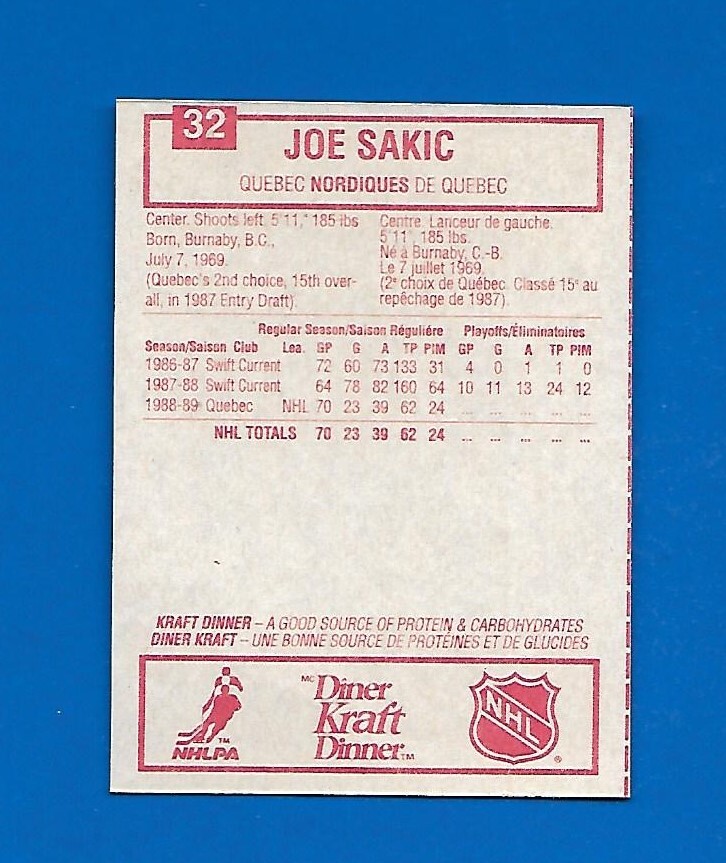 32
JOE SAKIC
QUEBEC NORDIQUES DE QUEBEC
Center. Shoots left. 5'11," 185 lbs
Born, Burnaby, B.C.,
July 7, 1969.
(Quebec's 2nd choice, 15th over-
all, in 1987 Entry Draft).
Centre. Lanceur de gauche.
5'11", 185 lbs.
Né à Burnaby, C.-B.
Le 7 juillet 1969.
(2e choix de Québec. Classé 15e au
repêchage de 1987).
Regular Season/Saison Régulière Playoffs/Éliminatoires
Season/Saison Club Lea. GP G A TP PIM GP G A TP PIM
1986-87 Swift Current 72 60 73 133 31 4 0 1 1 0
1987-88 Swift Current 64 78 82 160 64 10 11 13 24 12
1988-89 Quebec NHL 70 23 39 62 24 ... ... ... ... ...
NHL TOTALS 70 23 39 62 24 ... ... ... ... ...
KRAFT DINNER – A GOOD SOURCE OF PROTEIN & CARBOHYDRATES
DINER KRAFT – UNE BONNE SOURCE DE PROTÉINES ET DE GLUCIDES
NHLPA TM
MC Dîner
Kraft
Dinner TM
NHL ®